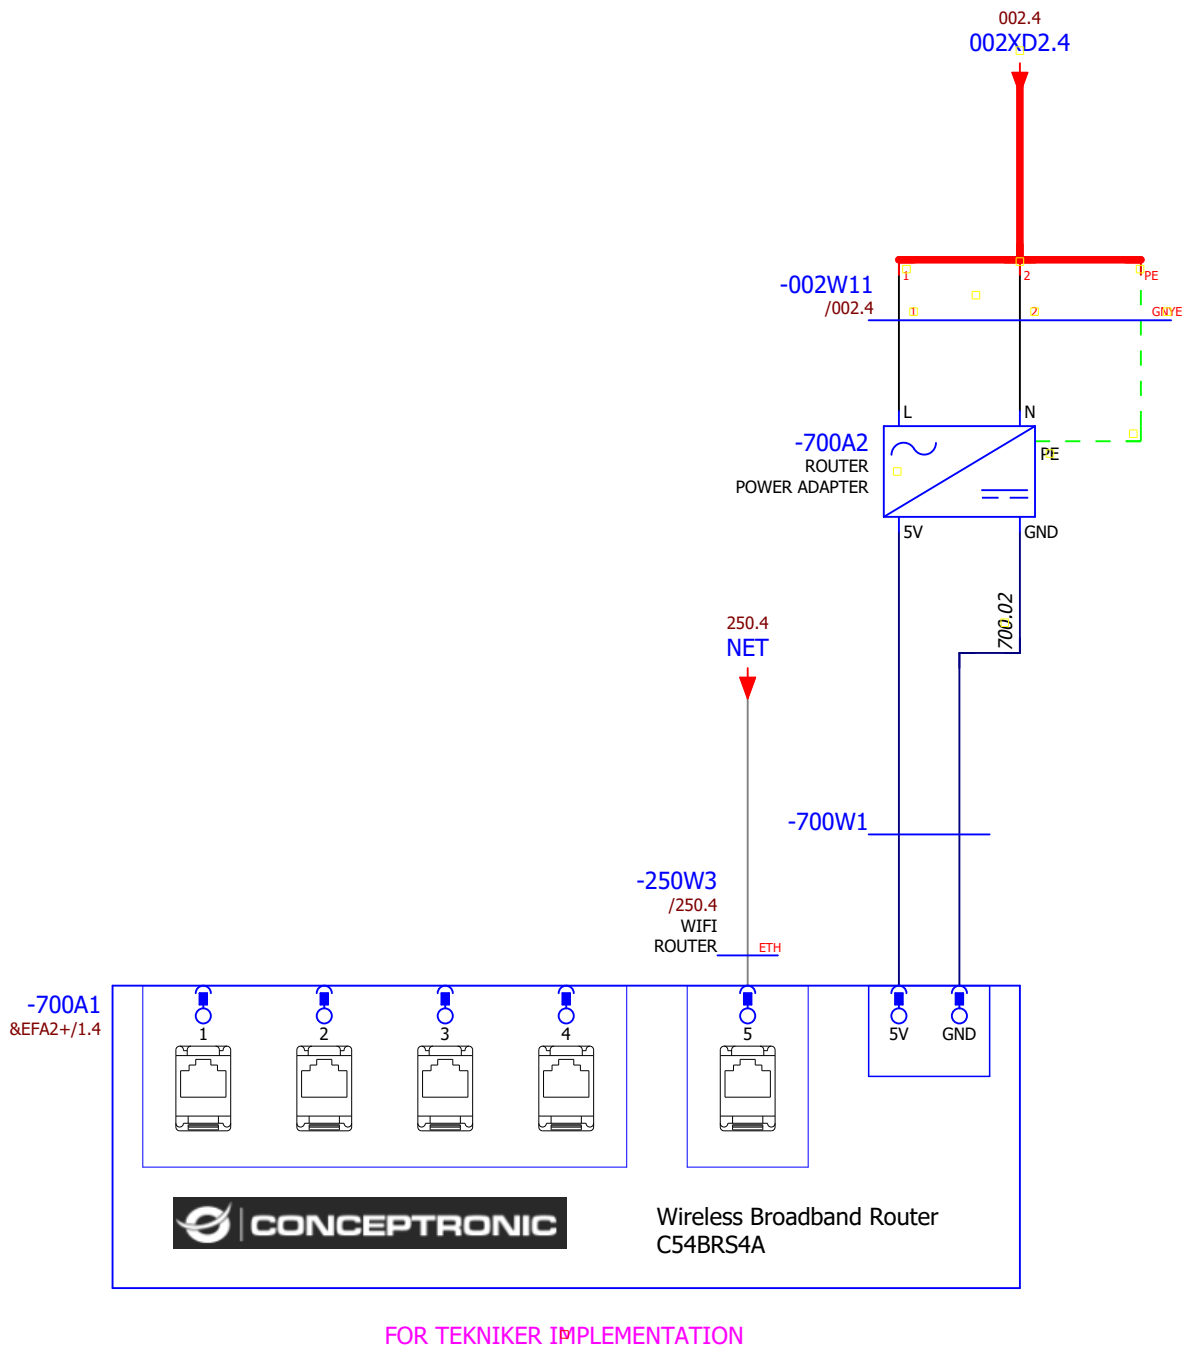 002.4
002XD2.4
1
2
PE
-002W11
/002.4
1
2
GNYE
L
N
-700A2
ROUTER
POWER ADAPTER
PE
5V
GND
700.02
250.4
NET
-700W1
-250W3
/250.4
WIFI
ROUTER
ETH
-700A1
&EFA2+/1.4
1
2
3
4
5
5V
GND
CONCEPTRONIC
Wireless Broadband Router
C54BRS4A
FOR TEKNIKER IMPLEMENTATION